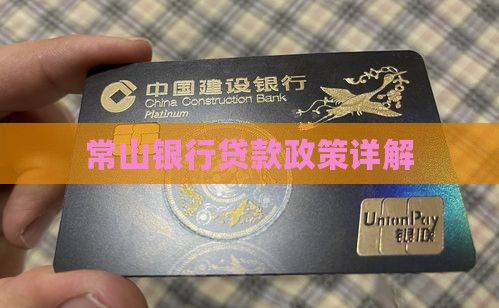 中国建设银行
China Construction Bank
Platinum
常山银行贷款政策详解
UnionPay
银联